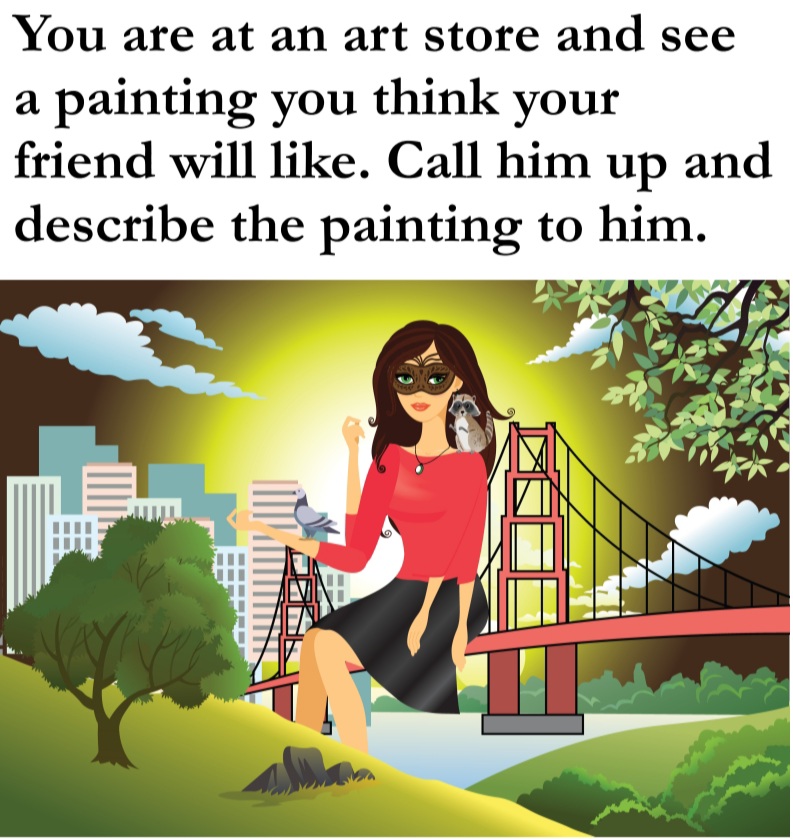 You are at an art store and see
a painting you think your
friend will like. Call him up and
describe the painting to him.